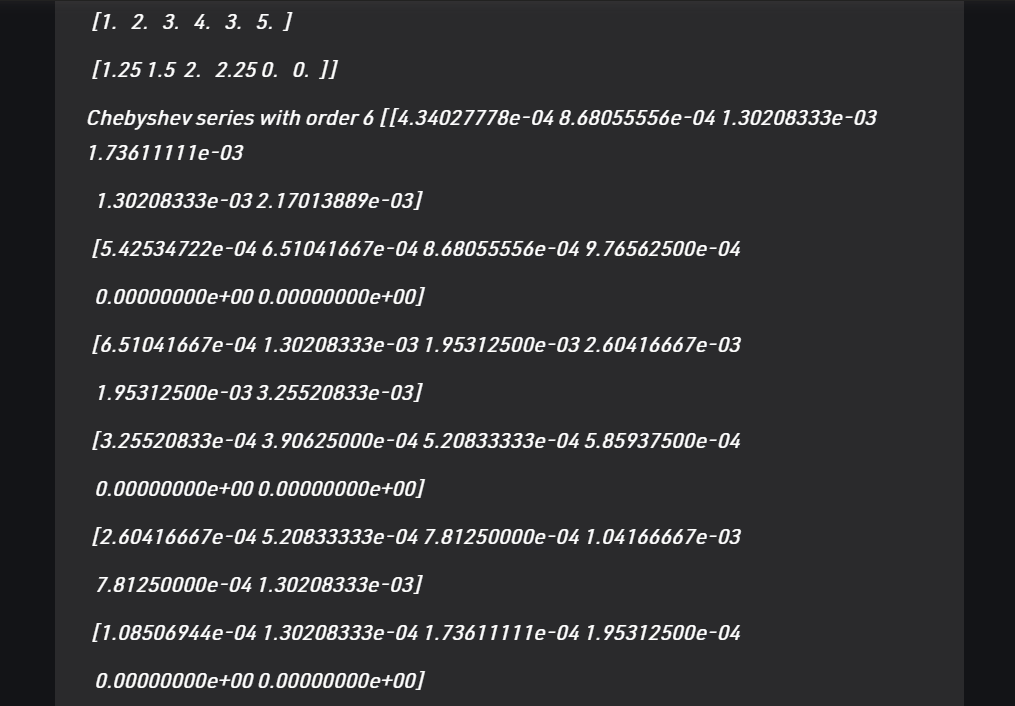 [1. 2. 3. 4. 3. 5. ]
[1.25 1.5 2. 2.25 0. 0. ]]
Chebyshev series with order 6 [[4.34027778e-04 8.68055556e-04 1.30208333e-03
1.73611111e-03
1.30208333e-03 2.17013889e-03]
[5.42534722e-04 6.51041667e-04 8.68055556e-04 9.76562500e-04
0.00000000e+00 0.00000000e+00]
[6.51041667e-04 1.30208333e-03 1.95312500e-03 2.60416667e-03
1.95312500e-03 3.25520833e-03]
[3.25520833e-04 3.90625000e-04 5.20833333e-04 5.85937500e-04
0.00000000e+00 0.00000000e+00]
[2.60416667e-04 5.20833333e-04 7.81250000e-04 1.04166667e-03
7.81250000e-04 1.30208333e-03]
[1.08506944e-04 1.30208333e-04 1.73611111e-04 1.95312500e-04
0.00000000e+00 0.00000000e+00]